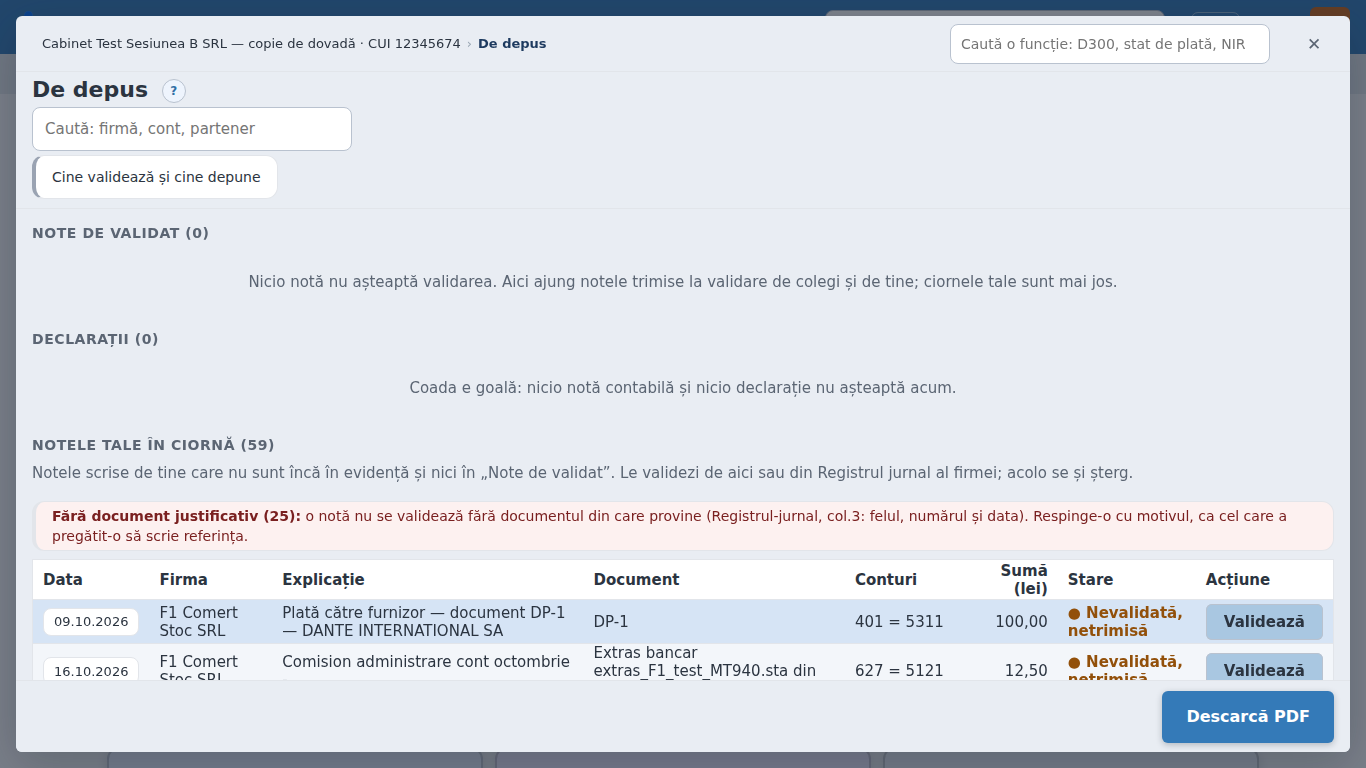 Cabinet Test Sesiunea B SRL — copie de dovadă · CUI 12345674 › De depus
Caută o funcție: D300, stat de plată, NIR
✕
De depus ?
Caută: firmă, cont, partener
Cine validează și cine depune
NOTE DE VALIDAT (0)
Nicio notă nu așteaptă validarea. Aici ajung notele trimise la validare de colegi și de tine; ciornele tale sunt mai jos.
DECLARAȚII (0)
Coada e goală: nicio notă contabilă și nicio declarație nu așteaptă acum.
NOTELE TALE ÎN CIORNĂ (59)
Notele scrise de tine care nu sunt încă în evidență și nici în „Note de validat”. Le validezi de aici sau din Registrul jurnal al firmei; acolo se și șterg.
Fără document justificativ (25): o notă nu se validează fără documentul din care provine (Registrul-jurnal, col.3: felul, numărul și data). Respinge-o cu motivul, ca cel care a
pregătit-o să scrie referința.
Data Firma Explicație Document Conturi Sumă (lei) Stare Acțiune
09.10.2026 F1 Comert Stoc SRL Plată către furnizor — document DP-1 — DANTE INTERNATIONAL SA DP-1 401 = 5311 100,00 ● Nevalidată, netrimisă Validează
16.10.2026 F1 Comert Stoc SRL Comision administrare cont octombrie Extras bancar extras_F1_test_MT940.sta din 627 = 5121 12,50 ● Nevalidată, netrimisă Validează
Descarcă PDF